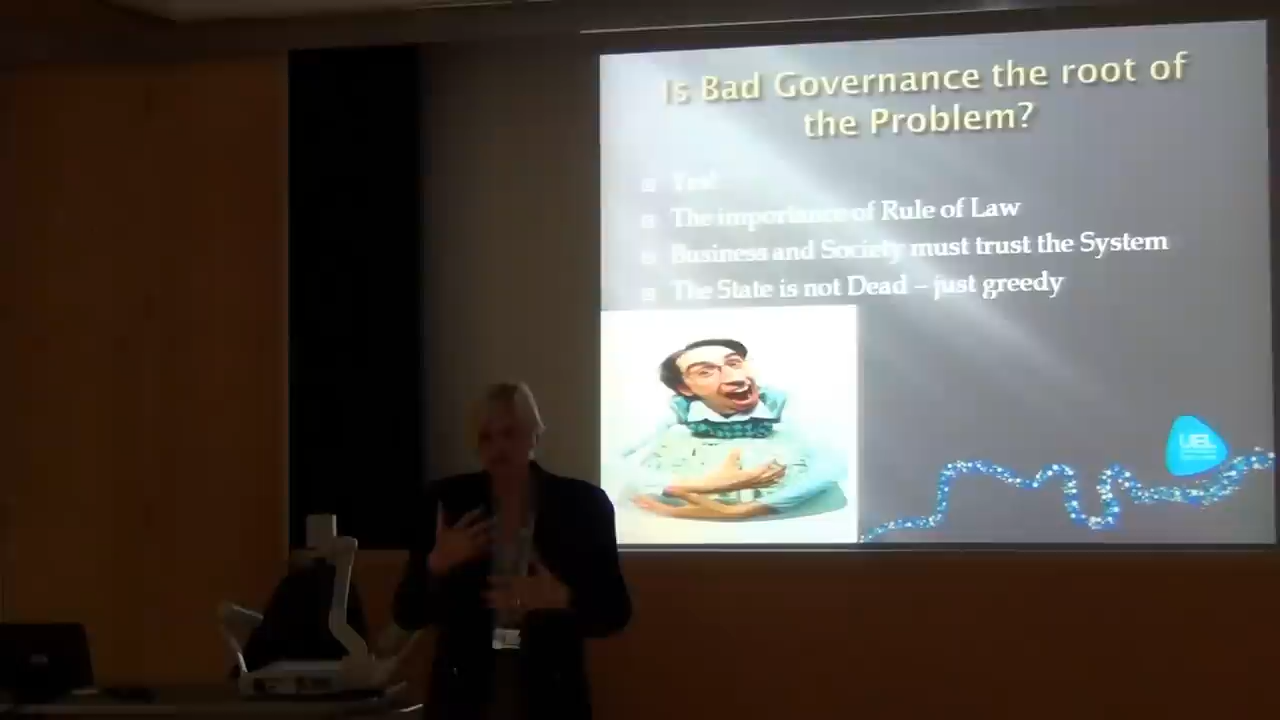 Is Bad Governance the root of
the Problem?
Yes!
The importance of Rule of Law
Business and Society must trust the System
The State is not Dead – just greedy
UEL